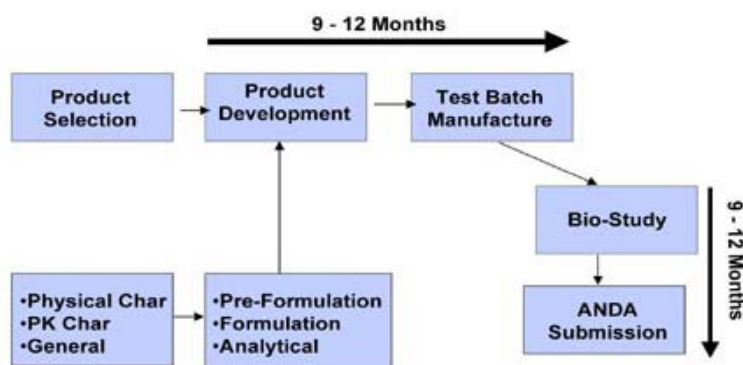 9 - 12 Months
Product
Selection
Product
Development
Test Batch
Manufacture
Bio-Study
9 - 12 Months
•Physical Char
•PK Char
•General
•Pre-Formulation
•Formulation
•Analytical
ANDA
Submission